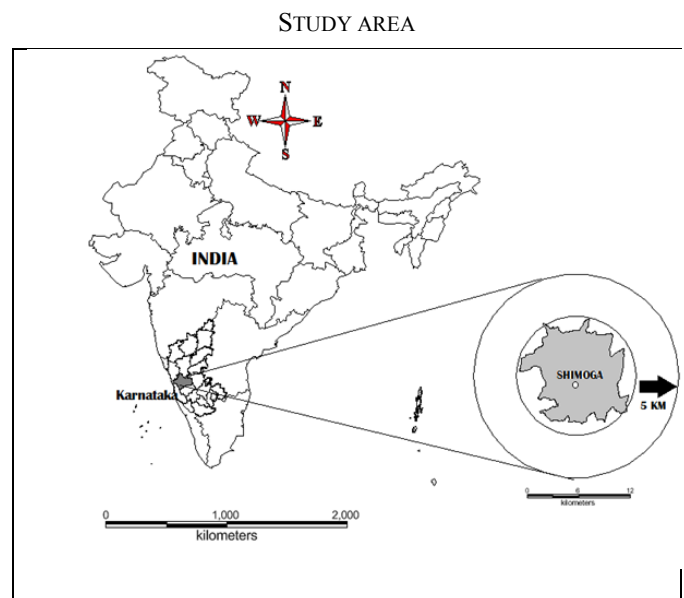 STUDY AREA
N
W E
S
INDIA
SHIMOGA
Karnataka
5 KM
0 6 12
kilometers
0 1,000 2,000
kilometers